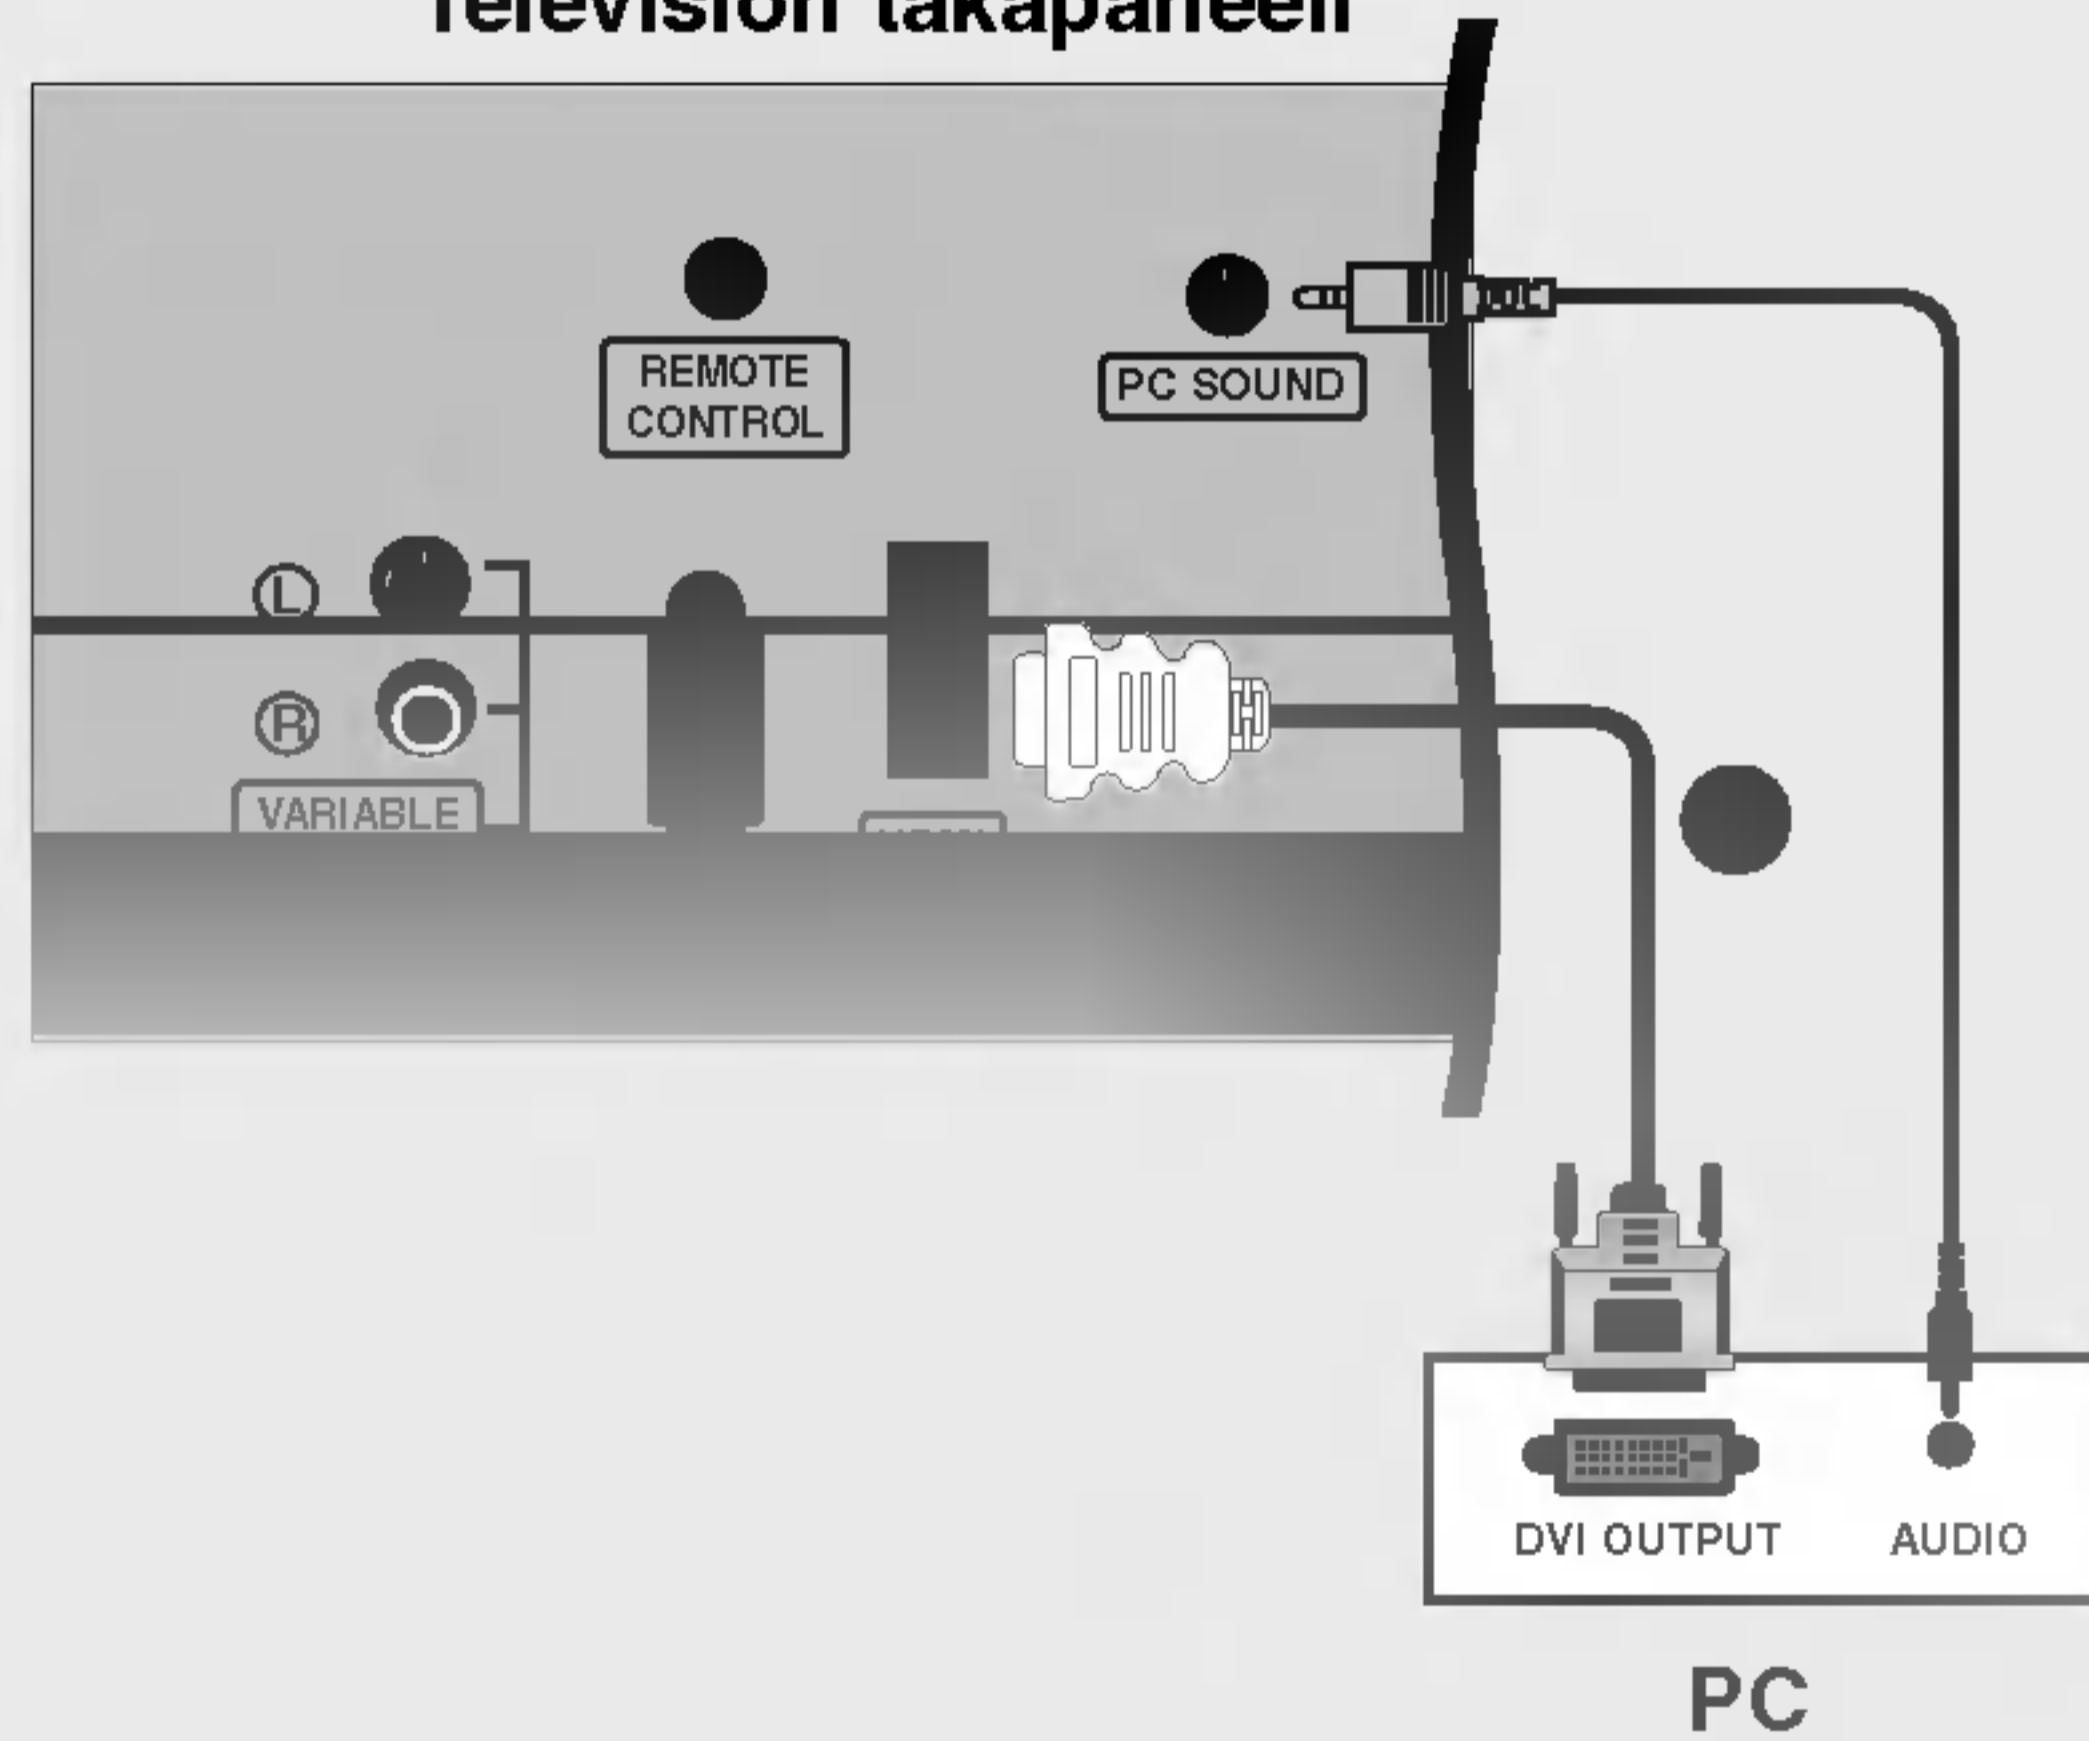 Television takapaneeli
REMOTE
CONTROL
PC SOUND
L
R
VARIABLE
DVI OUTPUT
AUDIO
PC